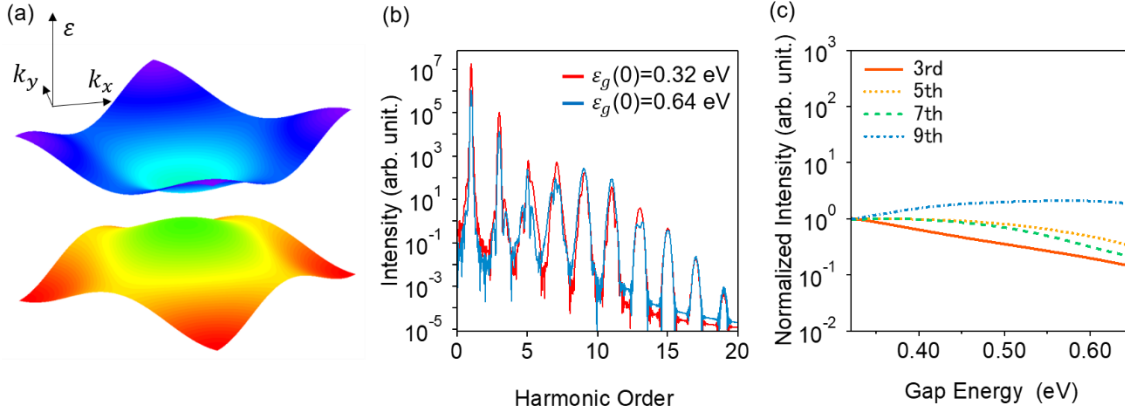 (a)
ε
k_y
k_x
(b)
Intensity (arb. unit.)
10^7
10^5
10^3
10^1
10^-1
10^-3
10^-5
ε_g(0)=0.32 eV
ε_g(0)=0.64 eV
0
5
10
15
20
Harmonic Order
(c)
Normalized Intensity (arb. unit.)
10^3
10^2
10^1
10^0
10^-1
10^-2
3rd
5th
7th
9th
0.40
0.50
0.60
Gap Energy (eV)